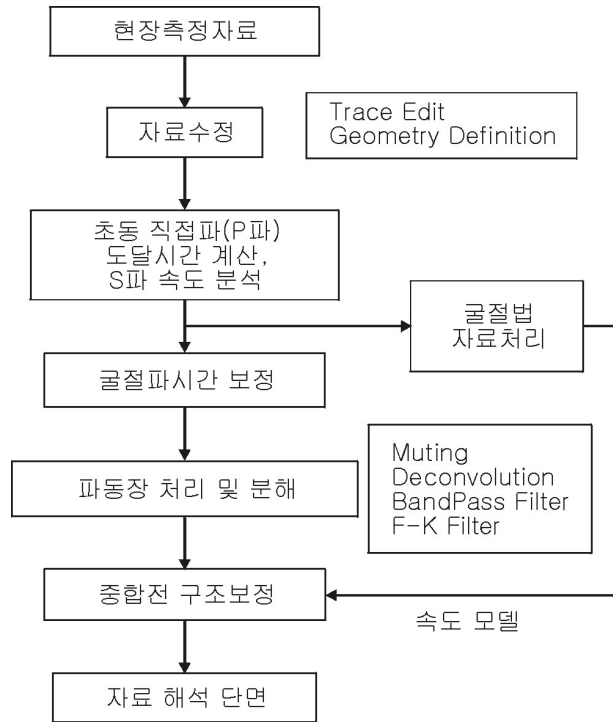 현장측정자료
자료수정
Trace Edit
Geometry Definition
초동 직접파(P파)
도달시간 계산,
S파 속도 분석
굴절법
자료처리
굴절파시간 보정
파동장 처리 및 분해
Muting
Deconvolution
BandPass Filter
F-K Filter
중합전 구조보정
속도 모델
자료 해석 단면